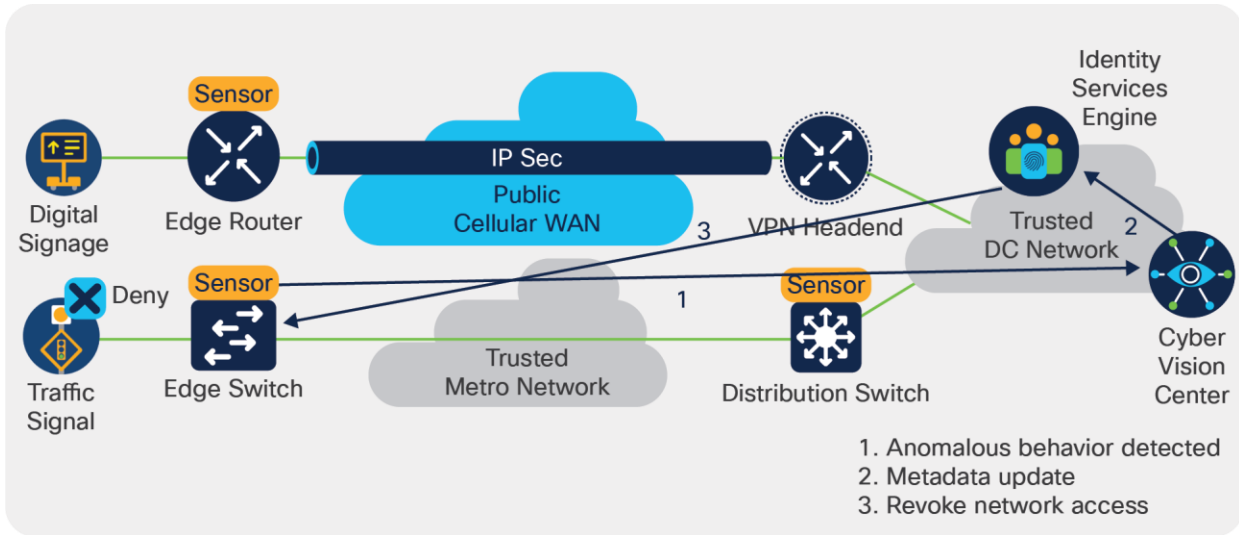 Identity
Services
Engine
Sensor
IP Sec
Digital
Signage
Edge Router
Public
Cellular WAN
3
VPN Headend
Trusted
DC Network
2
Sensor
Deny
1
Sensor
Traffic
Signal
Edge Switch
Trusted
Metro Network
Distribution Switch
Cyber
Vision
Center
1. Anomalous behavior detected
2. Metadata update
3. Revoke network access